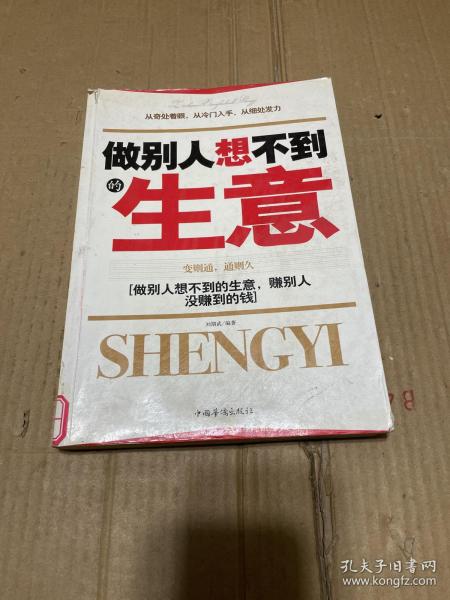 从奇处着眼，从冷门入手，从细处发力
做别人想不到
的生意
变则通，通则久
[做别人想不到的生意，赚别人
没赚到的钱]
编著
SHENGYI
中国华侨出版社
孔夫子旧书网
www.kongfz.com